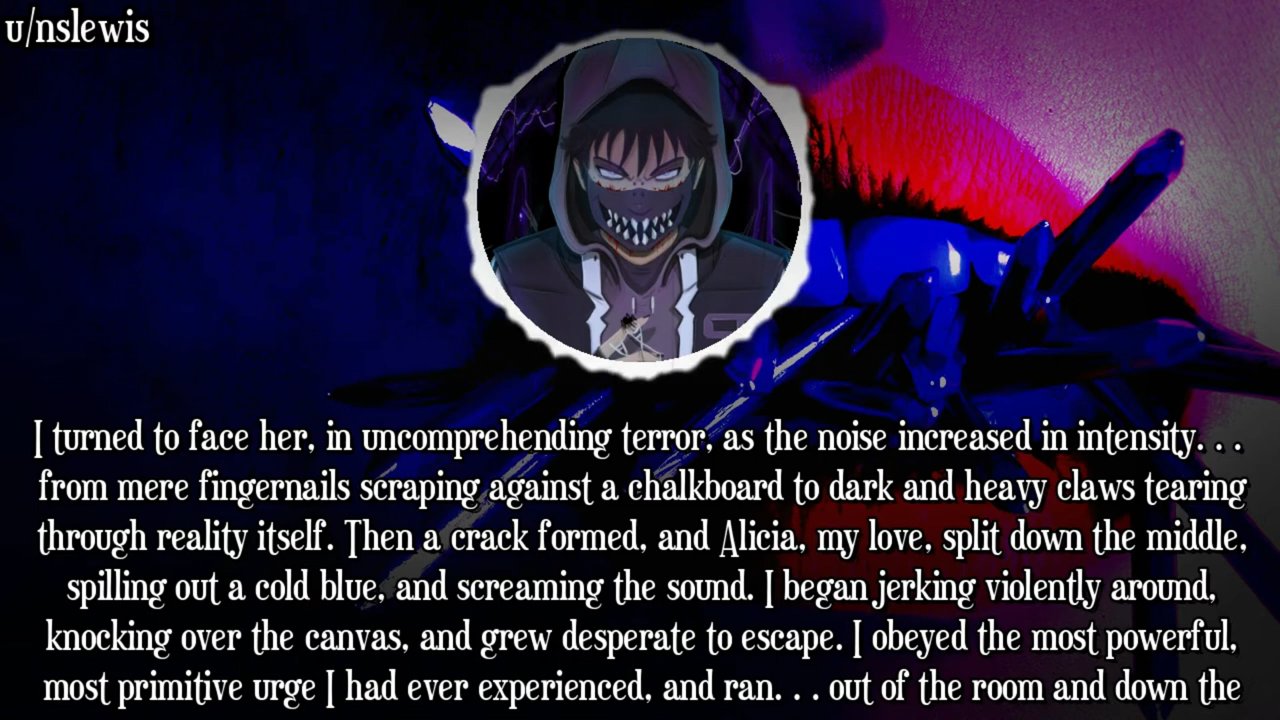 u/nslewis
I turned to face her, in uncomprehending terror, as the noise increased in intensity. . .
from mere fingernails scraping against a chalkboard to dark and heavy claws tearing
through reality itself. Then a crack formed, and Alicia, my love, split down the middle,
spilling out a cold blue, and screaming the sound. I began jerking violently around,
knocking over the canvas, and grew desperate to escape. I obeyed the most powerful,
most primitive urge I had ever experienced, and ran. . . out of the room and down the